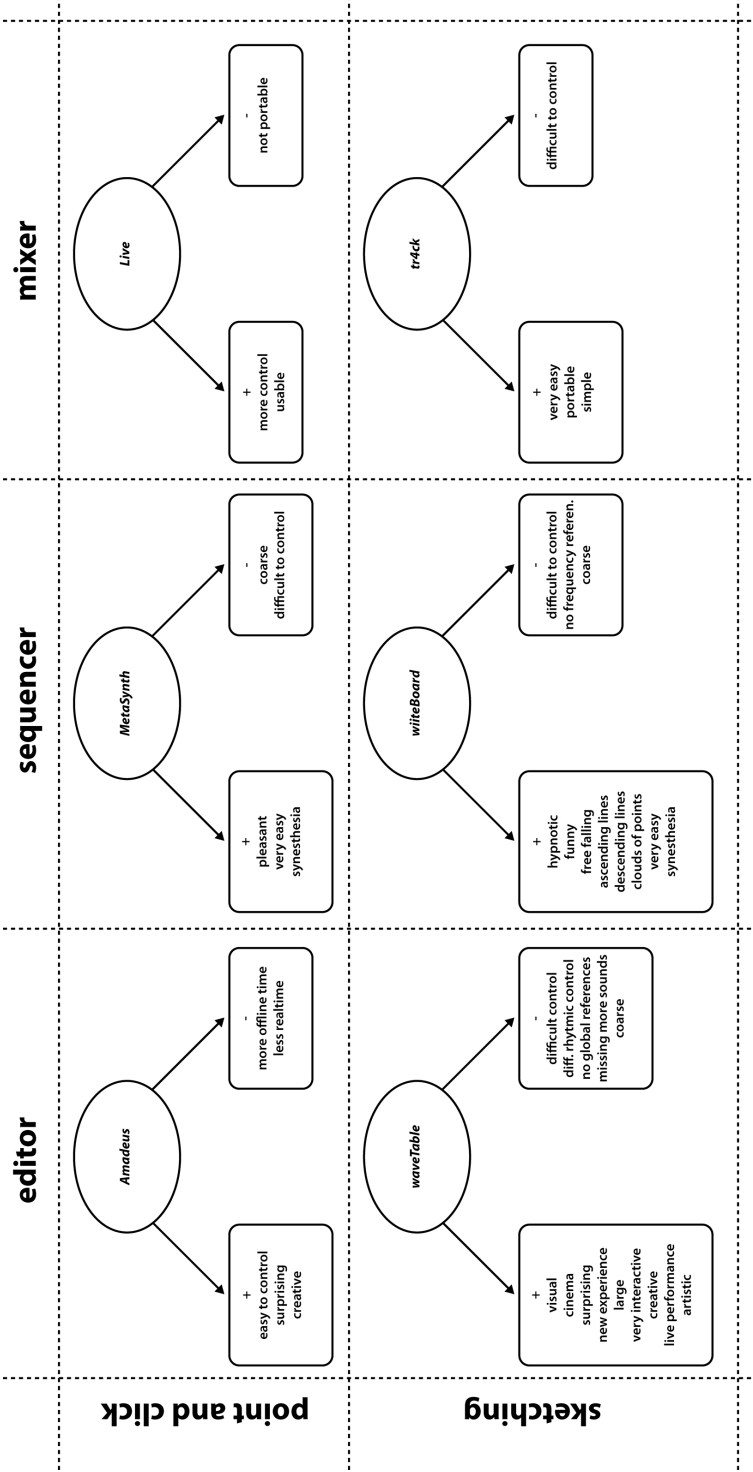 editor
sequencer
mixer
point and click
Amadeus
+
easy to control
surprising
creative
-
more offline time
less realtime
MetaSynth
+
pleasant
very easy
synesthesia
-
coarse
difficult to control
Live
+
more control
usable
-
not portable
sketching
waveTable
+
visual
cinema
surprising
new experience
large
very interactive
creative
live performance
artistic
-
difficult control
diff. rhytmic control
no global references
missing more sounds
coarse
wiiteBoard
+
hypnotic
funny
free falling
ascending lines
descending lines
clouds of points
very easy
synesthesia
-
difficult to control
no frequency referen.
coarse
tr4ck
+
very easy
portable
simple
-
difficult to control